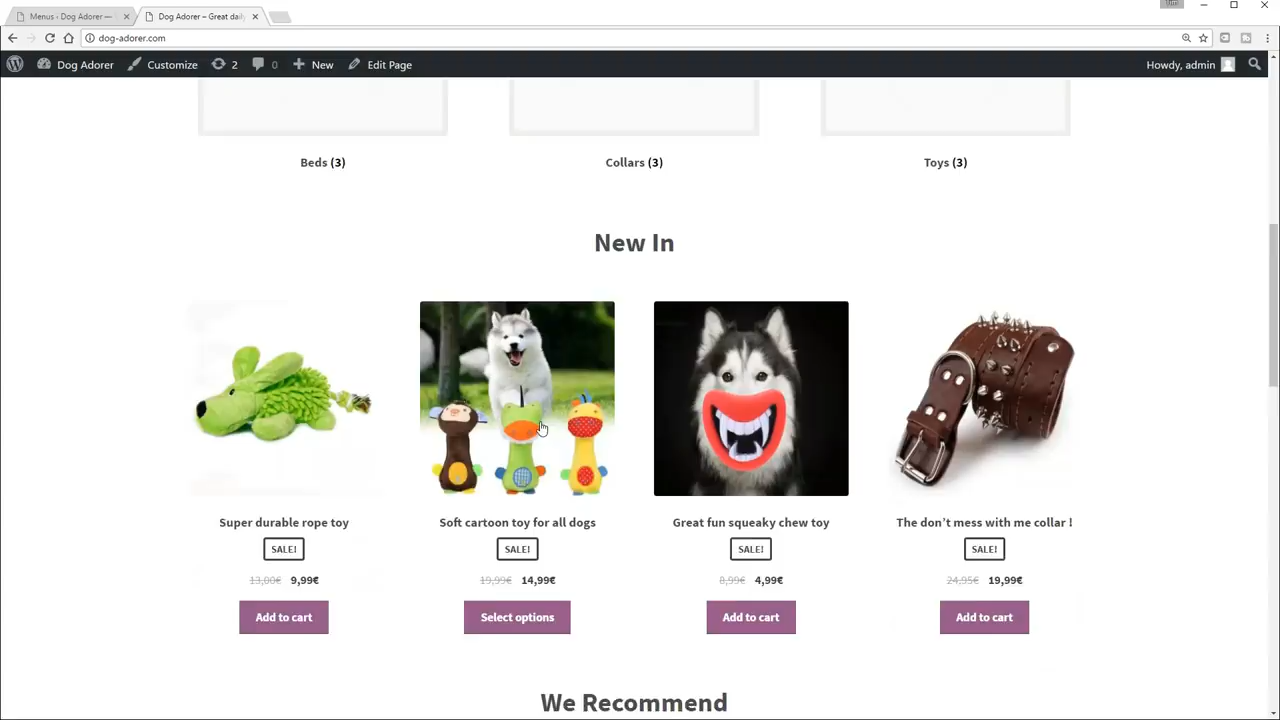 Menus ‹ Dog Adorer —
Dog Adorer – Great daily
dog-adorer.com
Dog Adorer
Customize
2
0
New
Edit Page
Howdy, admin
Beds (3)
Collars (3)
Toys (3)
New In
Super durable rope toy
Soft cartoon toy for all dogs
Great fun squeaky chew toy
The don’t mess with me collar !
SALE!
SALE!
SALE!
SALE!
13,00€ 9,99€
19,99€ 14,99€
8,99€ 4,99€
24,95€ 19,99€
Add to cart
Select options
Add to cart
Add to cart
We Recommend